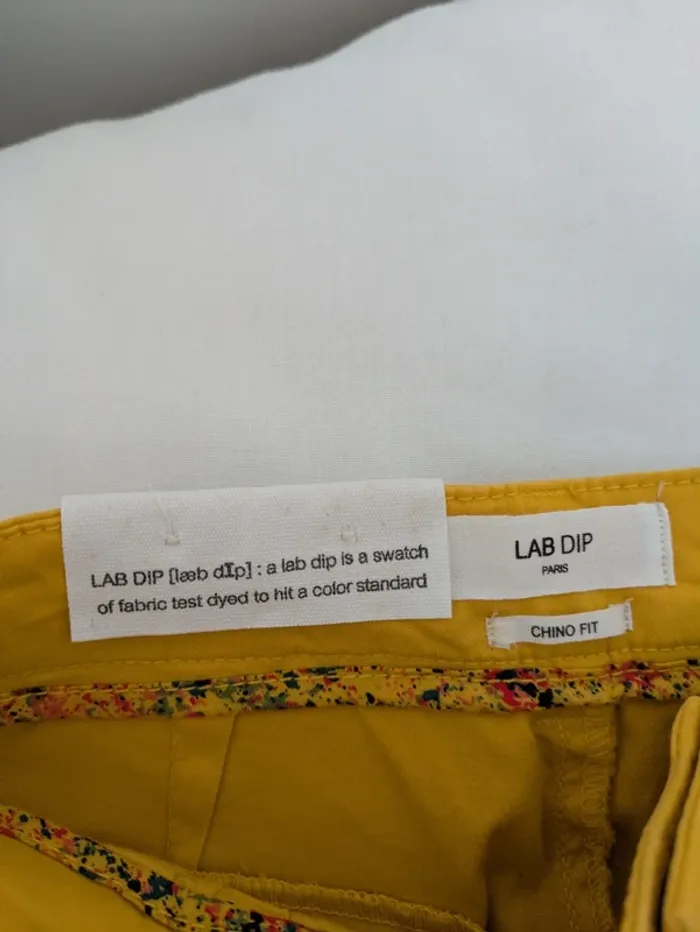 LAB DIP [læb dIp] : a lab dip is a swatch
of fabric test dyed to hit a color standard
LAB DIP
PARIS
CHINO FIT